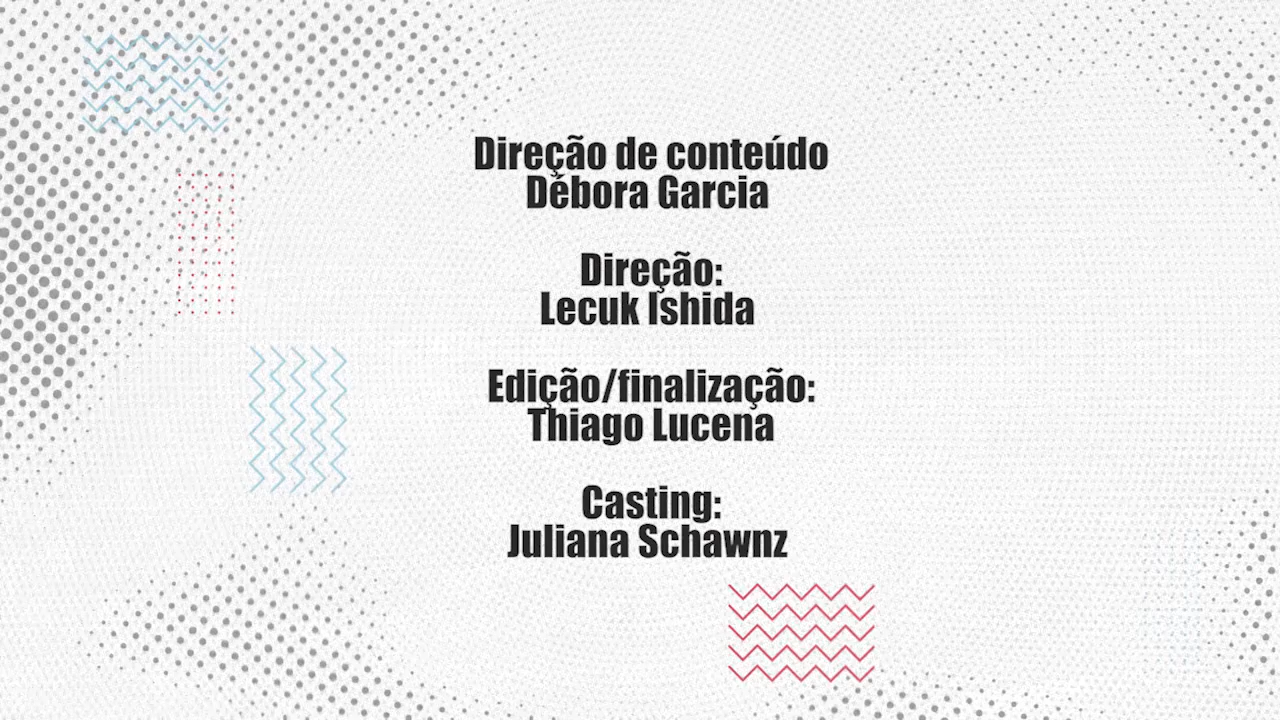 Direção de conteúdo
Débora Garcia
Direção:
Lecuk Ishida
Edição/finalização:
Thiago Lucena
Casting:
Juliana Schawnz